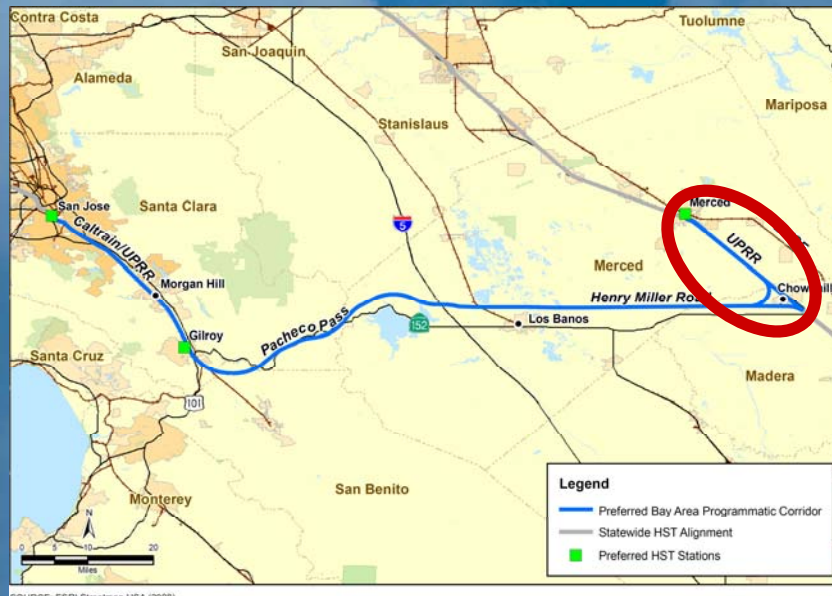 Contra Costa
Tuolumne
San Joaquin
Alameda
Mariposa
Stanislaus
San Jose
Santa Clara
Merced
Caltrain/UPRR
5
UPRR
Merced
Morgan Hill
Henry Miller
Pacheco Pass
Los Banos
152
Gilroy
Santa Cruz
Madera
101
San Benito
Monterey
N
0 5 10 20
Miles
Legend
Preferred Bay Area Programmatic Corridor
Statewide HST Alignment
Preferred HST Stations